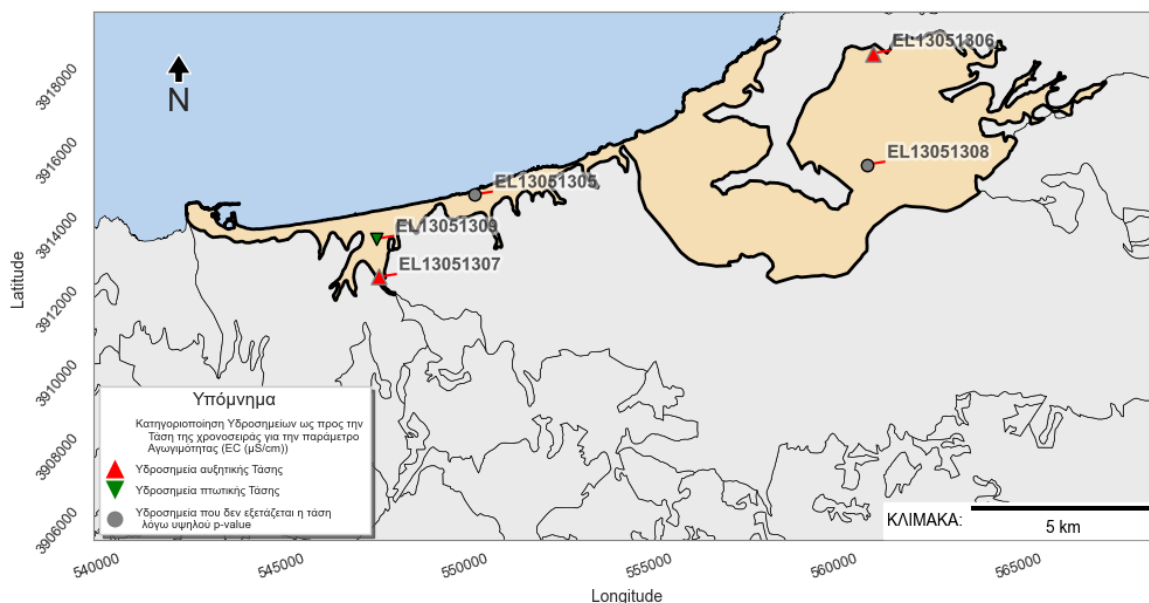 EL13051306
N
EL13051308
EL13051305
EL13051309
EL13051307
3918000
3916000
3914000
3912000
3910000
3908000
3906000
Latitude
Υπόμνημα
Κατηγοριοποίηση Υδροσημείων ως προς την
Τάση της χρονοσειράς για την παράμετρο
Αγωγιμότητας (EC (μS/cm))
Υδροσημεία αυξητικής Τάσης
Υδροσημεία πτωτικής Τάσης
Υδροσημεία που δεν εξετάζεται η τάση
λόγω υψηλού p-value
ΚΛΙΜΑΚΑ:
5 km
540000
545000
550000
555000
560000
565000
Longitude